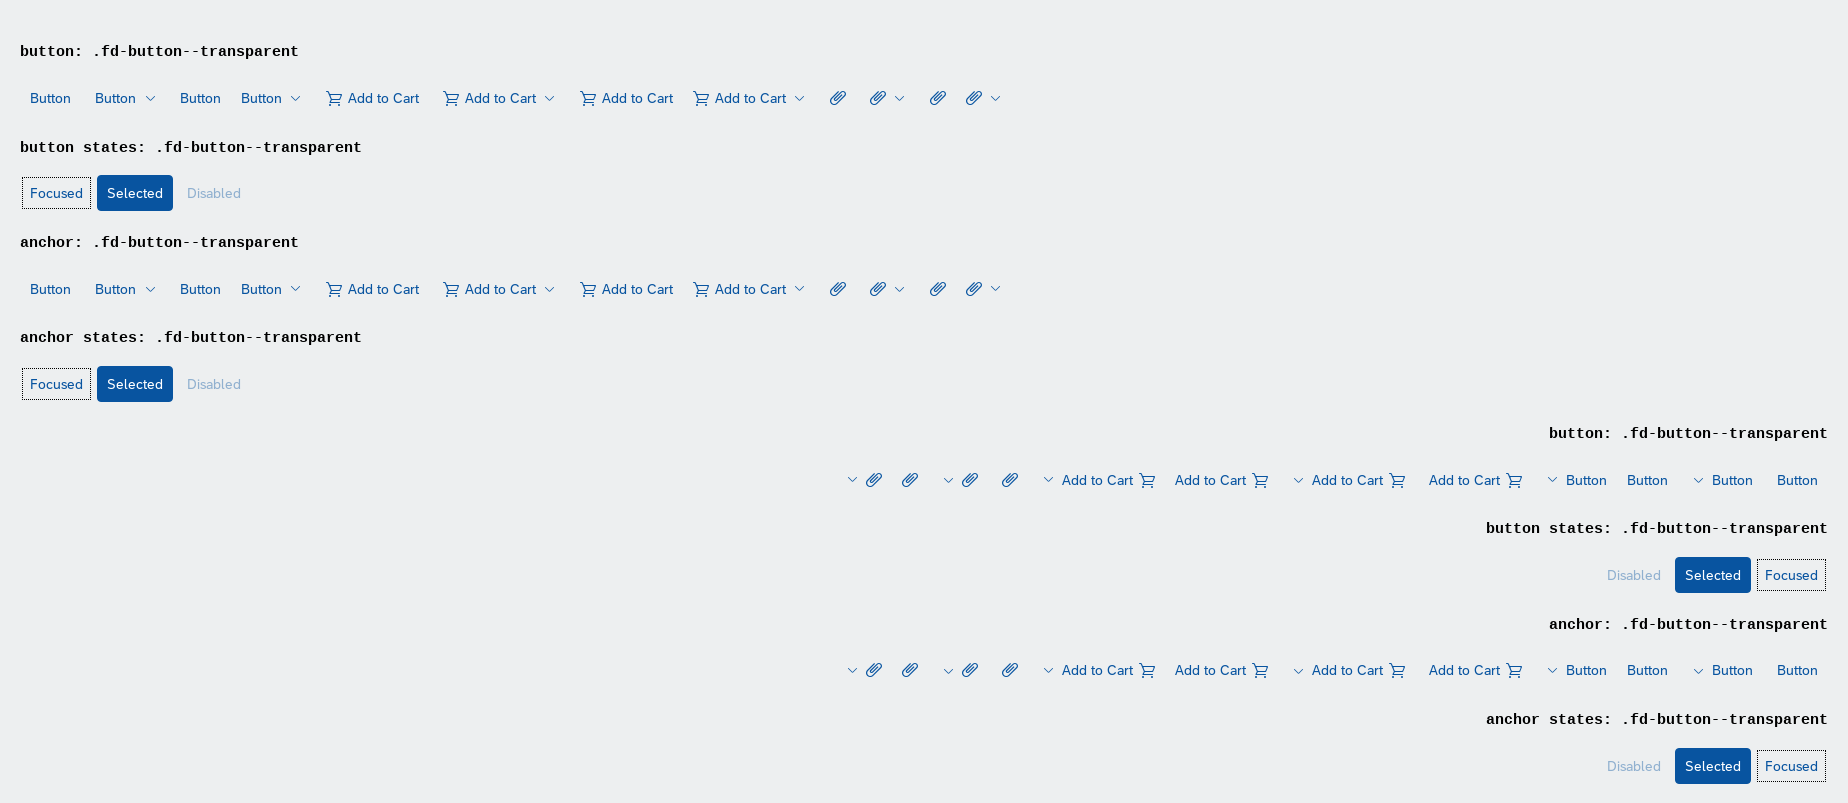 button: .fd-button--transparent
Button Button Button Button Add to Cart Add to Cart Add to Cart Add to Cart
button states: .fd-button--transparent
Focused Selected Disabled
anchor: .fd-button--transparent
Button Button Button Button Add to Cart Add to Cart Add to Cart Add to Cart
anchor states: .fd-button--transparent
Focused Selected Disabled
button: .fd-button--transparent
Add to Cart Add to Cart Add to Cart Add to Cart Button Button Button Button
button states: .fd-button--transparent
Disabled Selected Focused
anchor: .fd-button--transparent
Add to Cart Add to Cart Add to Cart Add to Cart Button Button Button Button
anchor states: .fd-button--transparent
Disabled Selected Focused